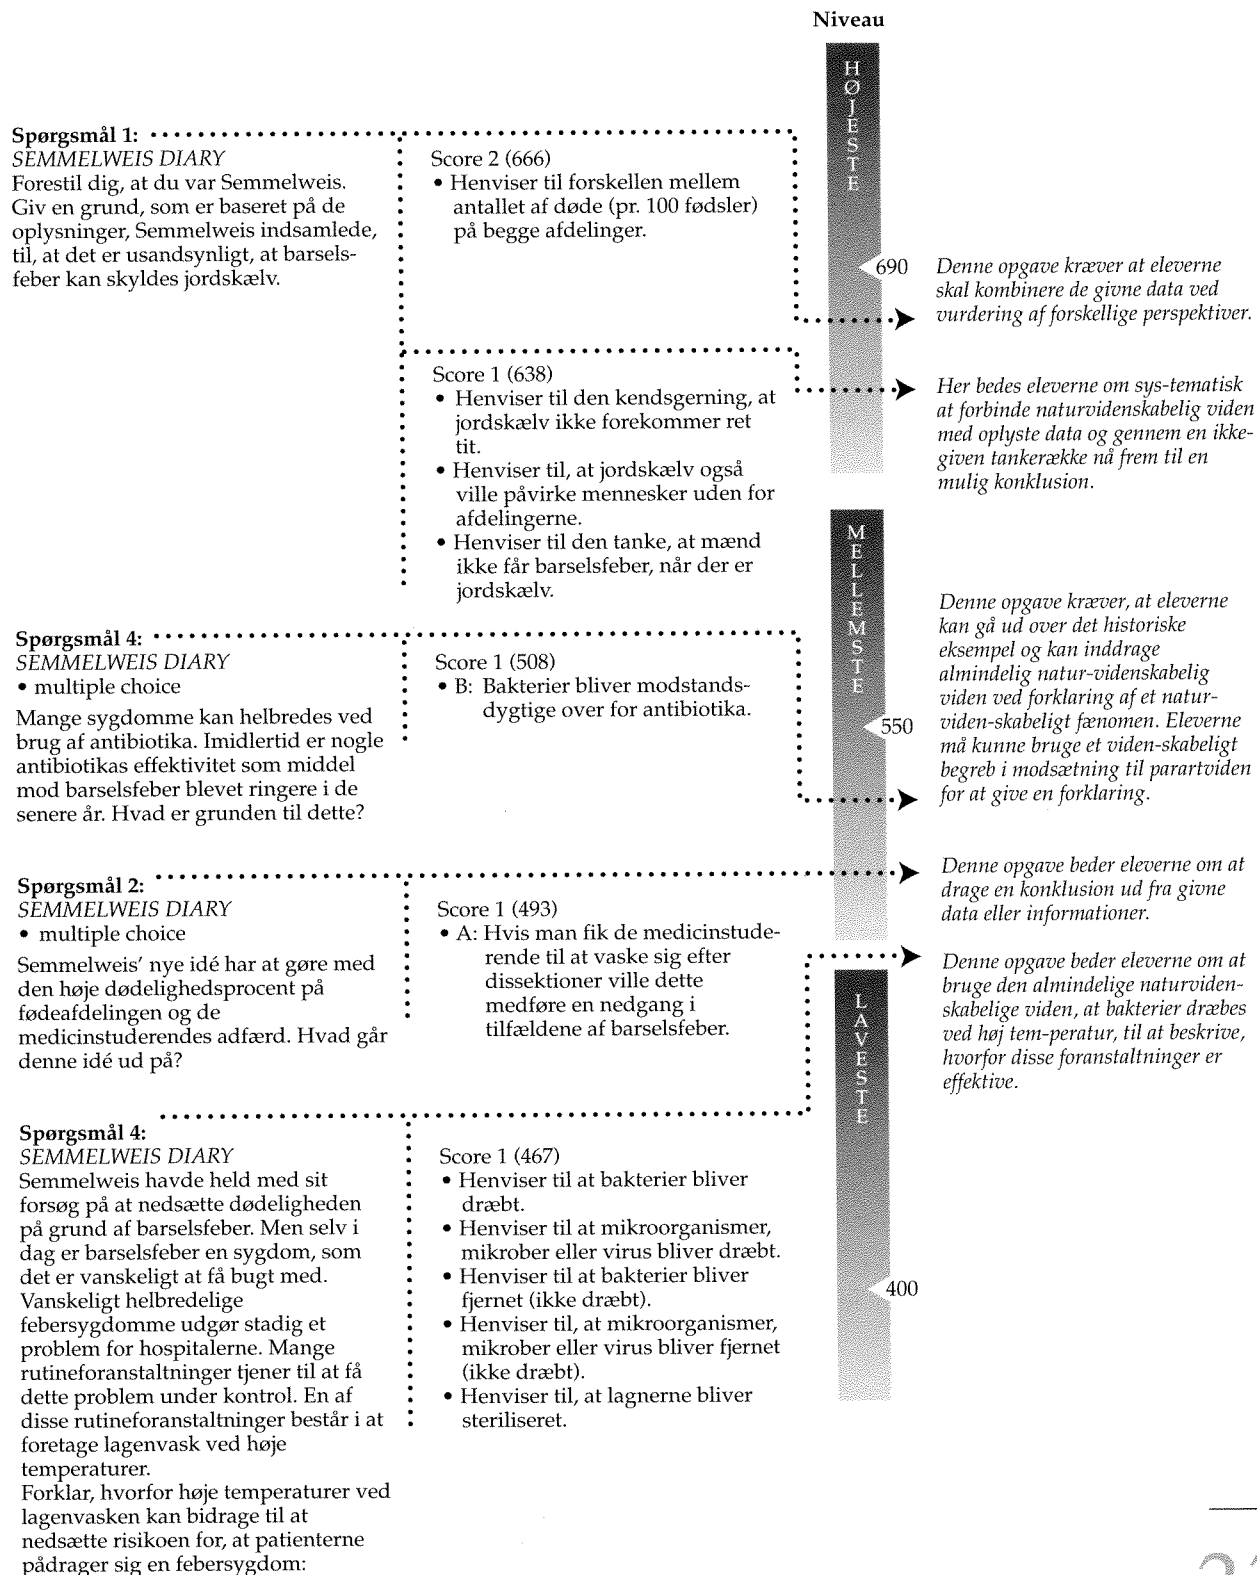 Niveau
HØJESTE
Spørgsmål 1:
SEMMELWEIS DIARY
Forestil dig, at du var Semmelweis.
Giv en grund, som er baseret på de
oplysninger, Semmelweis indsamlede,
til, at det er usandsynligt, at barsels-
feber kan skyldes jordskælv.
Score 2 (666)
• Henviser til forskellen mellem
antallet af døde (pr. 100 fødsler)
på begge afdelinger.
690
Denne opgave kræver at eleverne
skal kombinere de givne data ved
vurdering af forskellige perspektiver.
Score 1 (638)
• Henviser til den kendsgerning, at
jordskælv ikke forekommer ret
tit.
• Henviser til, at jordskælv også
ville påvirke mennesker uden for
afdelingerne.
• Henviser til den tanke, at mænd
ikke får barselsfeber, når der er
jordskælv.
Her bedes eleverne om sys-tematisk
at forbinde naturvidenskabelig viden
med oplyste data og gennem en ikke-
given tankerække nå frem til en
mulig konklusion.
MELLEMSTE
Spørgsmål 4:
SEMMELWEIS DIARY
• multiple choice
Mange sygdomme kan helbredes ved
brug af antibiotika. Imidlertid er nogle
antibiotikas effektivitet som middel
mod barselsfeber blevet ringere i de
senere år. Hvad er grunden til dette?
Score 1 (508)
• B: Bakterier bliver modstands-
dygtige over for antibiotika.
550
Denne opgave kræver, at eleverne
kan gå ud over det historiske
eksempel og kan inddrage
almindelig natur-videnskabelig
viden ved forklaring af et natur-
viden-skabeligt fænomen. Eleverne
må kunne bruge et viden-skabeligt
begreb i modsætning til parartviden
for at give en forklaring.
Spørgsmål 2:
SEMMELWEIS DIARY
• multiple choice
Semmelweis' nye idé har at gøre med
den høje dødelighedsprocent på
fødeafdelingen og de
medicinstuderendes adfærd. Hvad går
denne idé ud på?
Score 1 (493)
• A: Hvis man fik de medicinstude-
rende til at vaske sig efter
dissektioner ville dette
medføre en nedgang i
tilfældene af barselsfeber.
Denne opgave beder eleverne om at
drage en konklusion ud fra givne
data eller informationer.
LAVESTE
Denne opgave beder eleverne om at
bruge den almindelige naturviden-
skabelige viden, at bakterier dræbes
ved høj tem-peratur, til at beskrive,
hvorfor disse foranstaltninger er
effektive.
Spørgsmål 4:
SEMMELWEIS DIARY
Semmelweis havde held med sit
forsøg på at nedsætte dødeligheden
på grund af barselsfeber. Men selv i
dag er barselsfeber en sygdom, som
det er vanskeligt at få bugt med.
Vanskeligt helbredelige
febersygdomme udgør stadig et
problem for hospitalerne. Mange
rutineforanstaltninger tjener til at få
dette problem under kontrol. En af
disse rutineforanstaltninger består i at
foretage lagenvask ved høje
temperaturer.
Forklar, hvorfor høje temperaturer ved
lagenvasken kan bidrage til at
nedsætte risikoen for, at patienterne
pådrager sig en febersygdom:
Score 1 (467)
• Henviser til at bakterier bliver
dræbt.
• Henviser til at mikroorganismer,
mikrober eller virus bliver dræbt.
• Henviser til at bakterier bliver
fjernet (ikke dræbt).
• Henviser til, at mikroorganismer,
mikrober eller virus bliver fjernet
(ikke dræbt).
• Henviser til, at lagnerne bliver
steriliseret.
400